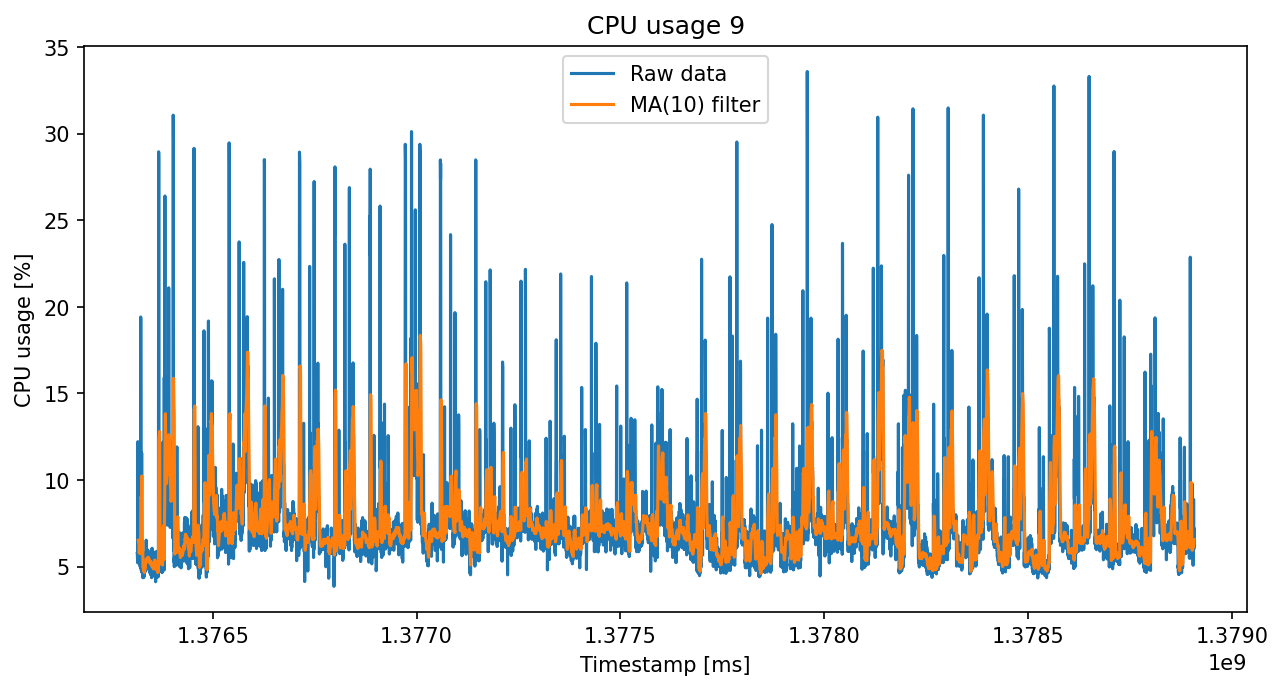 CPU usage 9
Raw data
MA(10) filter
CPU usage [%]
35
30
25
20
15
10
5
1.3765
1.3770
1.3775
1.3780
1.3785
1.3790
1e9
Timestamp [ms]